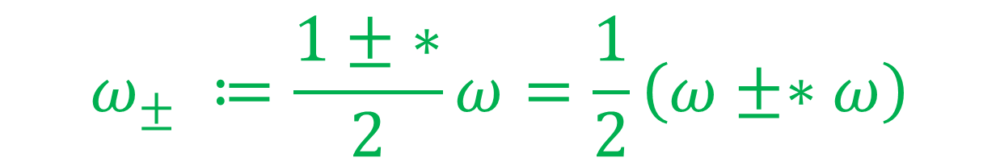 ω± := (1 ± ∗)/2 ω = 1/2 (ω ±∗ ω)